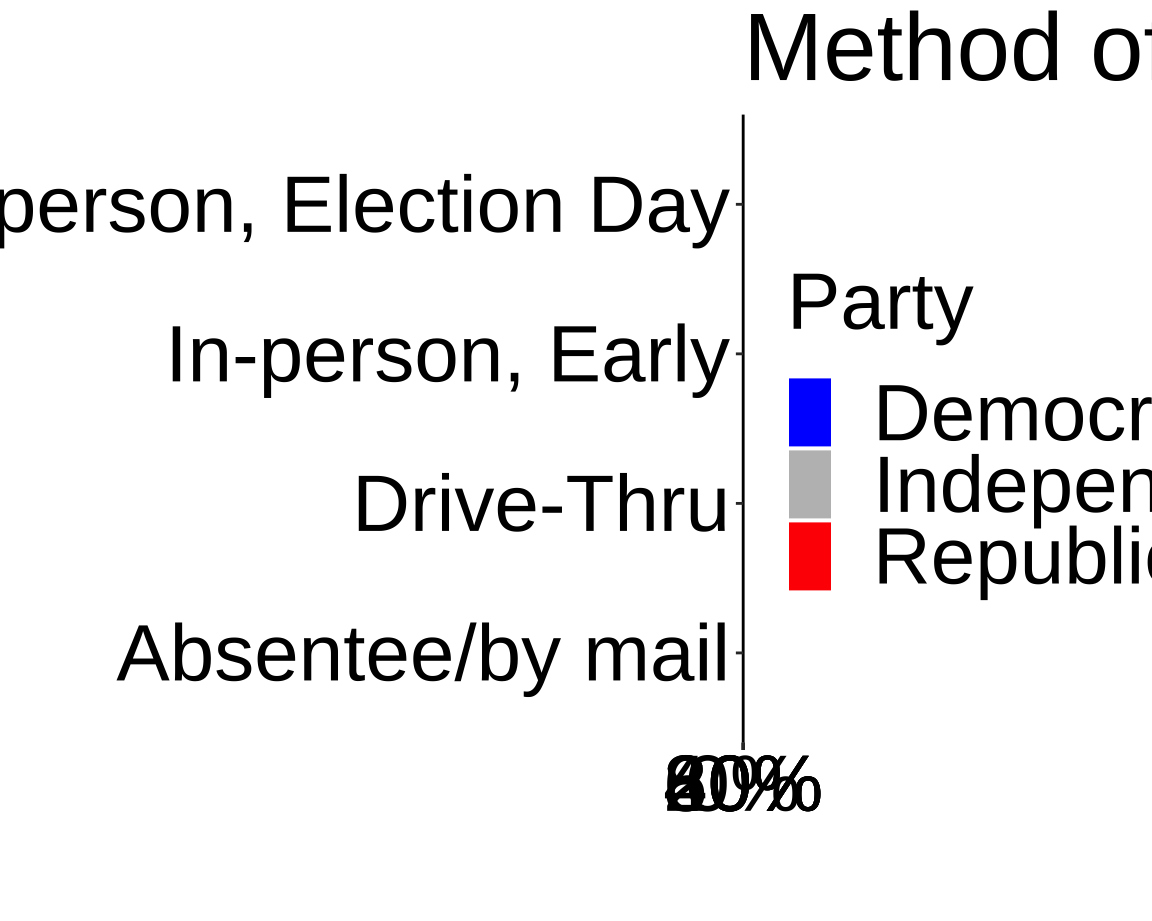 Method of
person, Election Day
Party
In-person, Early
Democr
Indepen
Drive-Thru
Republic
Absentee/by mail